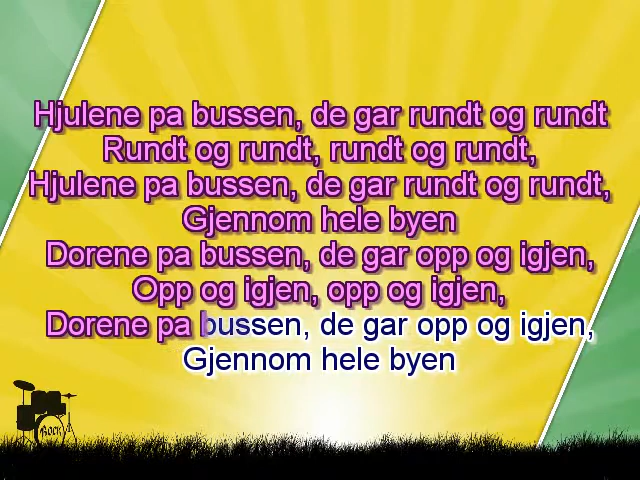 Hjulene pa bussen, de gar rundt og rundt
Rundt og rundt, rundt og rundt,
Hjulene pa bussen, de gar rundt og rundt,
Gjennom hele byen
Dorene pa bussen, de gar opp og igjen,
Opp og igjen, opp og igjen,
Dorene pa bussen, de gar opp og igjen,
Gjennom hele byen
Rock